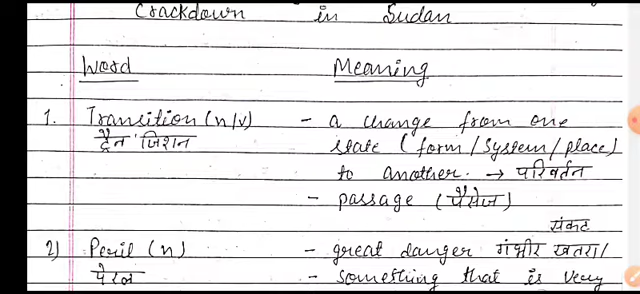 Crackdown in Sudan
Word Meaning
1. Transition (n/v) - a change from one
ट्रैन्'जिशन state (form/system/place)
to another. → परिवर्तन
- passage (पैसेज)
संकट
2) Peril (n) - great danger गंभीर खतरा/
पेरल - something that is very